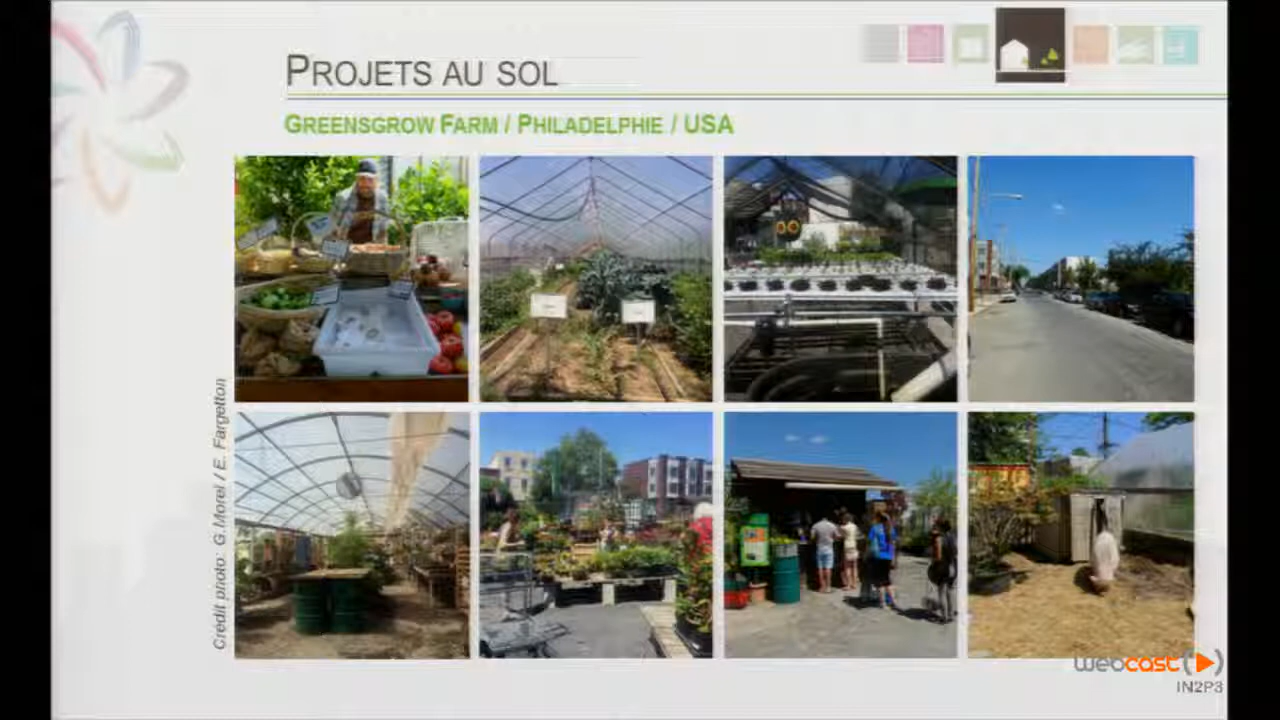 PROJETS AU SOL
GREENSGROW FARM / PHILADELPHIE / USA
Crédit photo: G.Morel / E. Fargetton
webcast
IN2P3